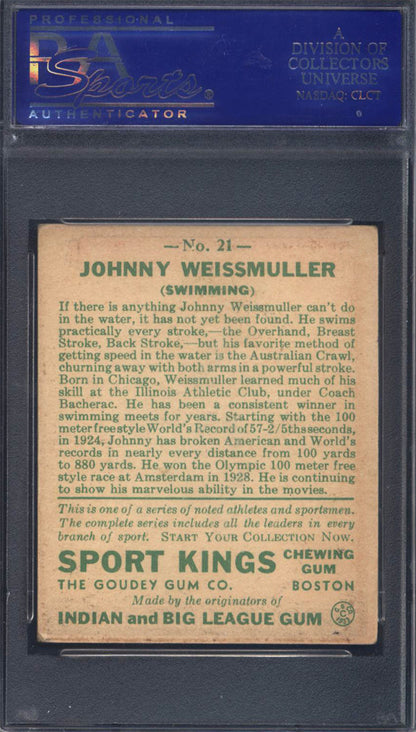 PROFESSIONAL
PSA
Sports
AUTHENTICATOR
A
DIVISION OF
COLLECTORS
UNIVERSE
NASDAQ: CLCT
—No. 21—
JOHNNY WEISSMULLER
(SWIMMING)
If there is anything Johnny Weissmuller can't do
in the water, it has not yet been found. He swims
practically every stroke,—the Overhand, Breast
Stroke, Back Stroke,—but his favorite method of
getting speed in the water is the Australian Crawl,
churning away with both arms in a powerful stroke.
Born in Chicago, Weissmuller learned much of his
skill at the Illinois Athletic Club, under Coach
Bacherac. He has been a consistent winner in
swimming meets for years. Starting with the 100
meter free style World's Record of 57-2/5ths seconds,
in 1924, Johnny has broken American and World's
records in nearly every distance from 100 yards
to 880 yards. He won the Olympic 100 meter free
style race at Amsterdam in 1928. He is continuing
to show his marvelous ability in the movies.
This is one of a series of noted athletes and sportsmen.
The complete series includes all the leaders in every
branch of sport. START YOUR COLLECTION NOW.
SPORT KINGS CHEWING GUM
THE GOUDEY GUM CO. BOSTON
Made by the originators of
INDIAN and BIG LEAGUE GUM